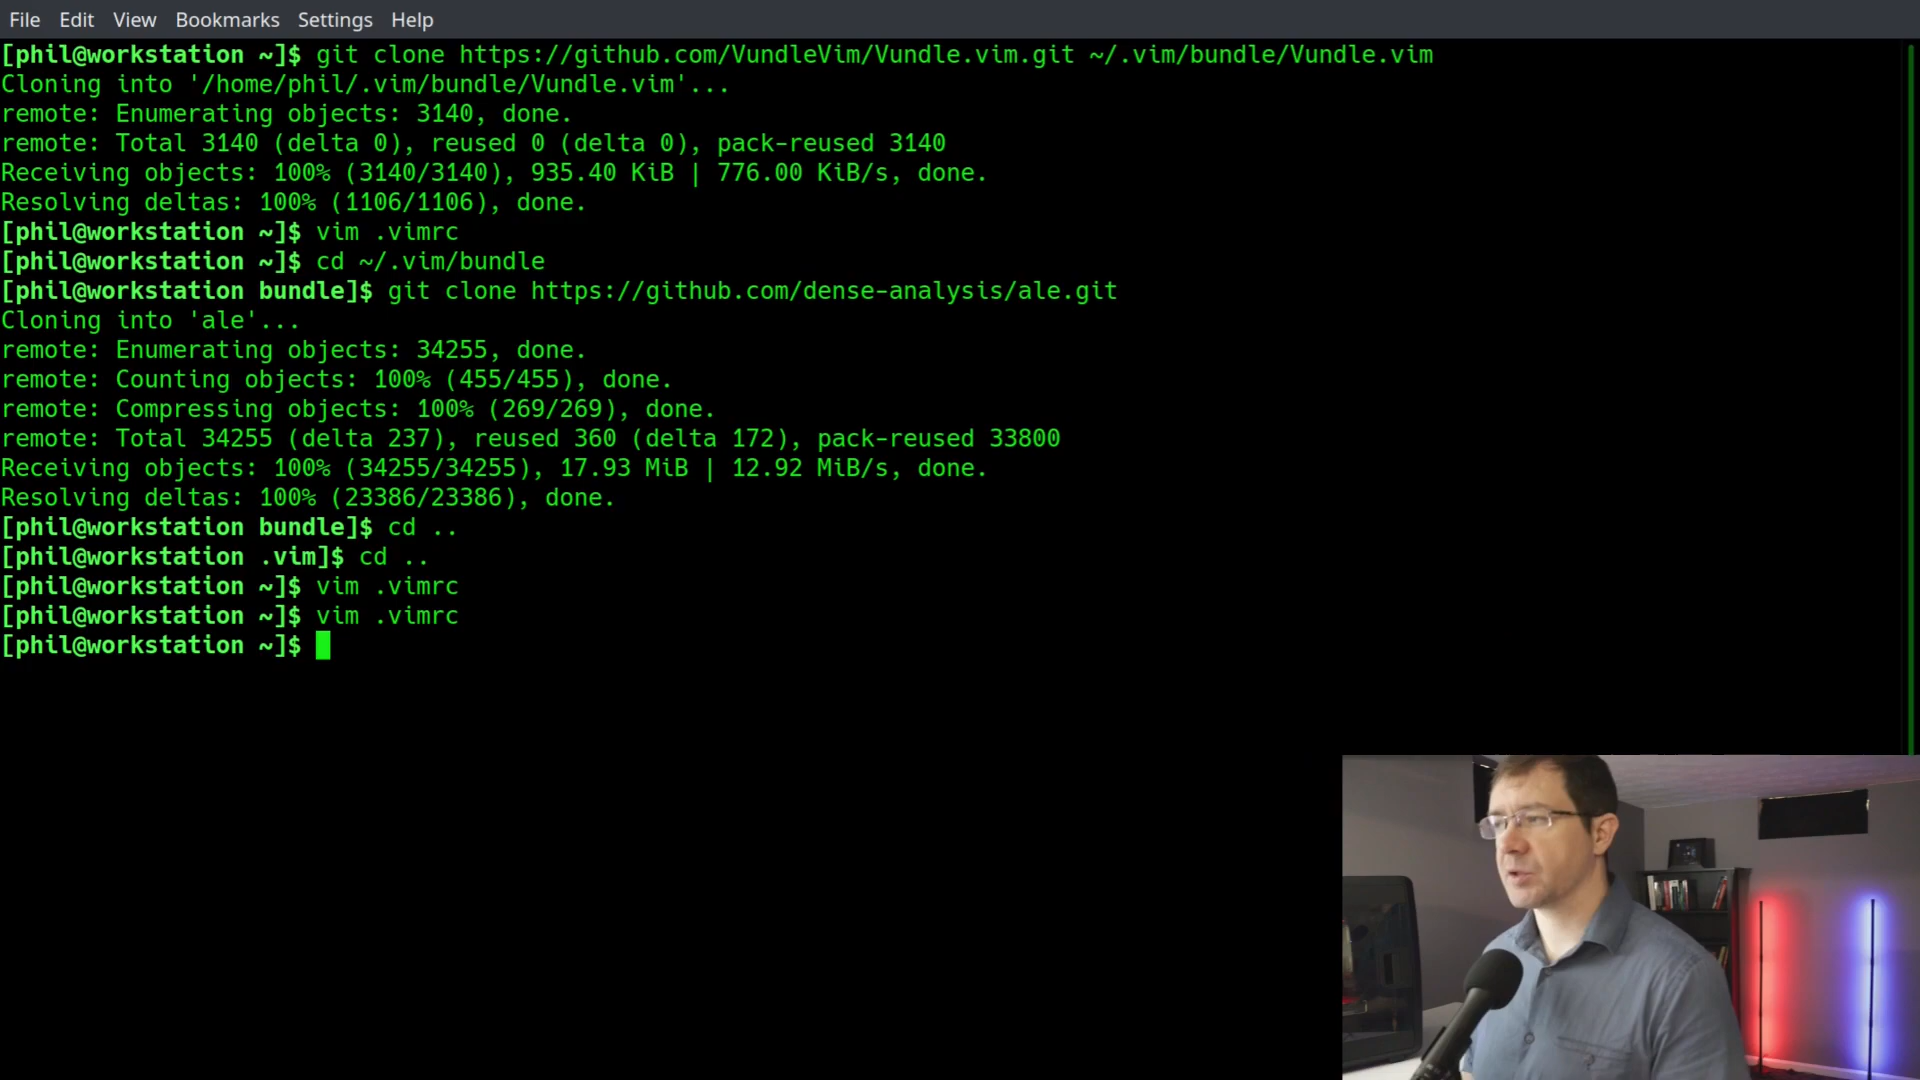 File Edit View Bookmarks Settings Help
[phil@workstation ~]$ git clone https://github.com/VundleVim/Vundle.vim.git ~/.vim/bundle/Vundle.vim
Cloning into '/home/phil/.vim/bundle/Vundle.vim'...
remote: Enumerating objects: 3140, done.
remote: Total 3140 (delta 0), reused 0 (delta 0), pack-reused 3140
Receiving objects: 100% (3140/3140), 935.40 KiB | 776.00 KiB/s, done.
Resolving deltas: 100% (1106/1106), done.
[phil@workstation ~]$ vim .vimrc
[phil@workstation ~]$ cd ~/.vim/bundle
[phil@workstation bundle]$ git clone https://github.com/dense-analysis/ale.git
Cloning into 'ale'...
remote: Enumerating objects: 34255, done.
remote: Counting objects: 100% (455/455), done.
remote: Compressing objects: 100% (269/269), done.
remote: Total 34255 (delta 237), reused 360 (delta 172), pack-reused 33800
Receiving objects: 100% (34255/34255), 17.93 MiB | 12.92 MiB/s, done.
Resolving deltas: 100% (23386/23386), done.
[phil@workstation bundle]$ cd ..
[phil@workstation .vim]$ cd ..
[phil@workstation ~]$ vim .vimrc
[phil@workstation ~]$ vim .vimrc
[phil@workstation ~]$